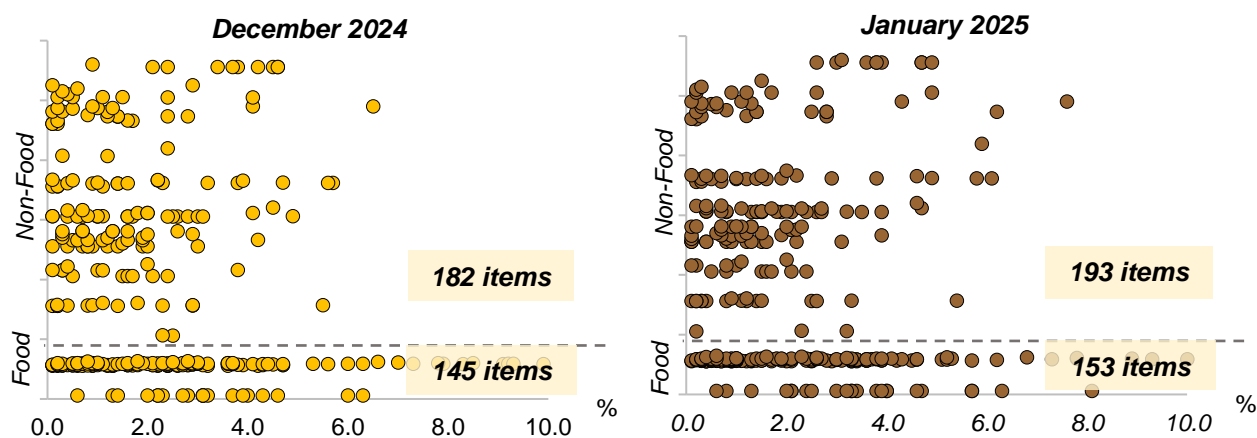 December 2024
Non-Food
Food
182 items
145 items
%
0.0 2.0 4.0 6.0 8.0 10.0
January 2025
Non-Food
Food
193 items
153 items
%
0.0 2.0 4.0 6.0 8.0 10.0